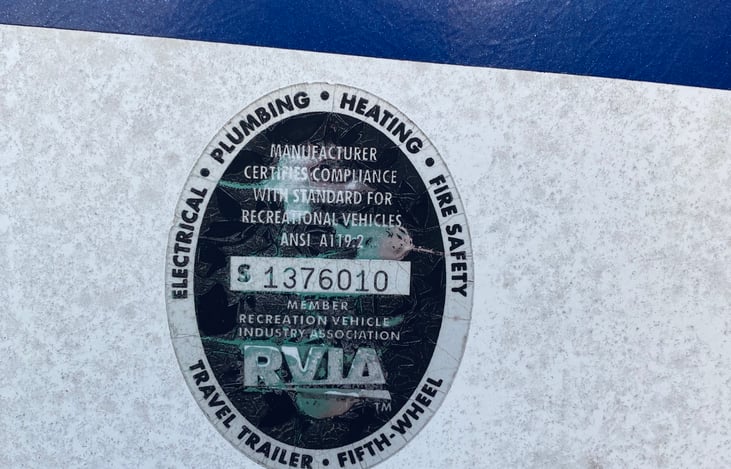 ELECTRICAL • PLUMBING • HEATING • FIRE SAFETY
MANUFACTURER
CERTIFIES COMPLIANCE
WITH STANDARD FOR
RECREATIONAL VEHICLES
ANSI A119.2
S 1376010
MEMBER
RECREATION VEHICLE
INDUSTRY ASSOCIATION
RVIA
TM
TRAVEL TRAILER • FIFTH-WHEEL